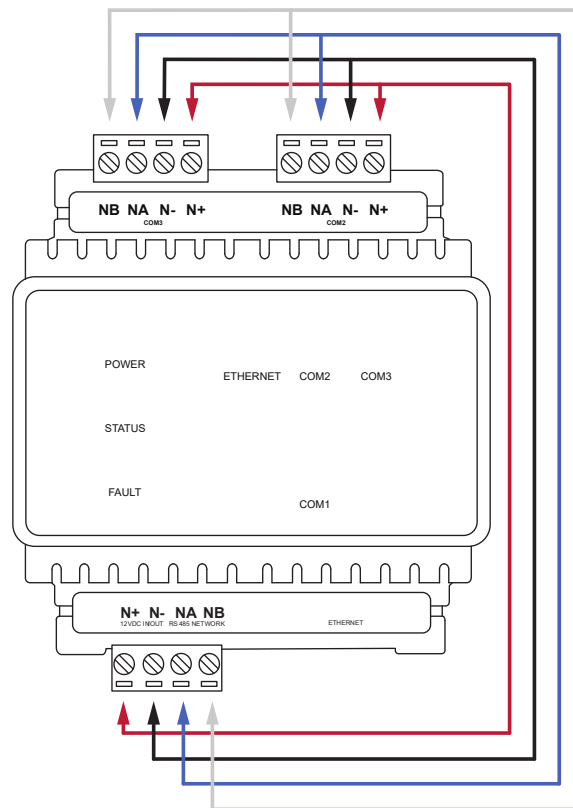 NB NA N- N+
COM3
NB NA N- N+
COM2
POWER
ETHERNET COM2 COM3
STATUS
FAULT
COM1
N+ N- NA NB
12VDC IN/OUT RS 485 NETWORK
ETHERNET